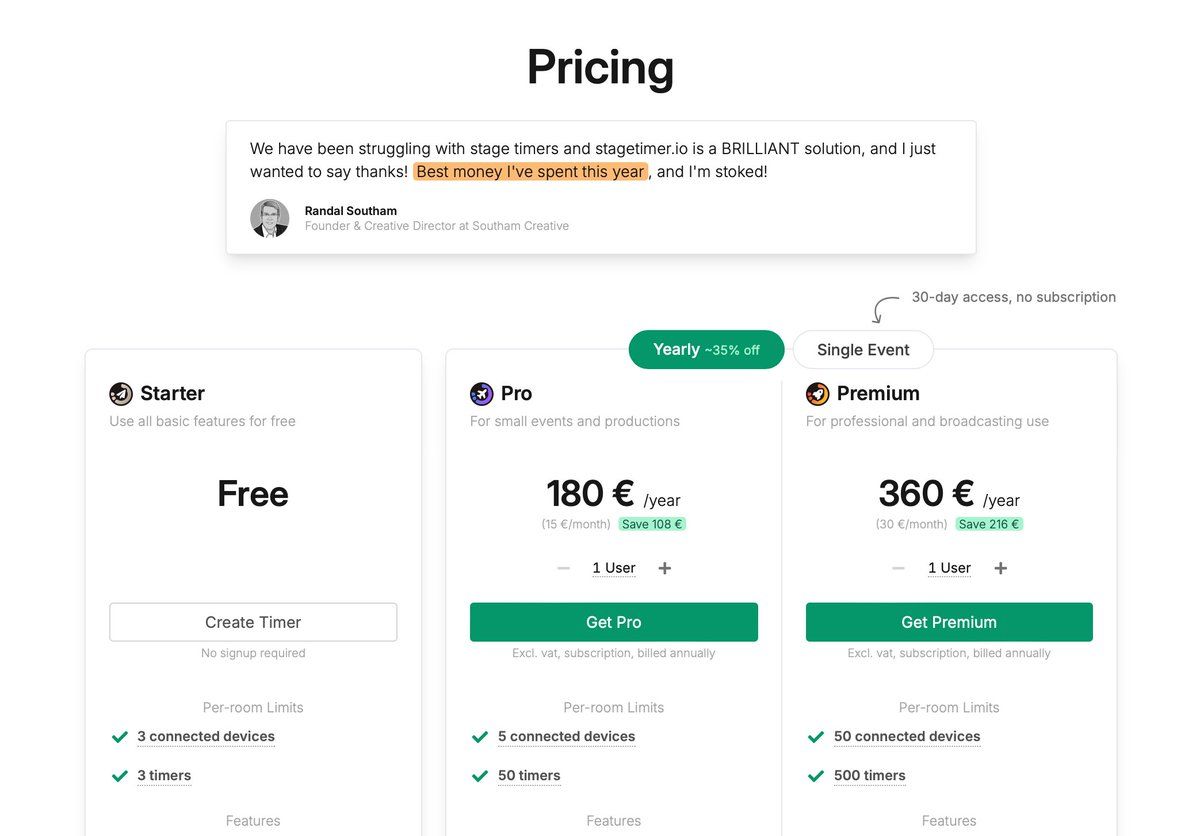 Pricing
We have been struggling with stage timers and stagetimer.io is a BRILLIANT solution, and I just
wanted to say thanks! Best money I've spent this year, and I'm stoked!
Randal Southam
Founder & Creative Director at Southam Creative
30-day access, no subscription
Yearly ~35% off
Single Event
Starter
Use all basic features for free
Free
Create Timer
No signup required
Per-room Limits
3 connected devices
3 timers
Features
Pro
For small events and productions
180 € /year
(15 €/month) Save 108 €
− 1 User +
Get Pro
Excl. vat, subscription, billed annually
Per-room Limits
5 connected devices
50 timers
Features
Premium
For professional and broadcasting use
360 € /year
(30 €/month) Save 216 €
− 1 User +
Get Premium
Excl. vat, subscription, billed annually
Per-room Limits
50 connected devices
500 timers
Features